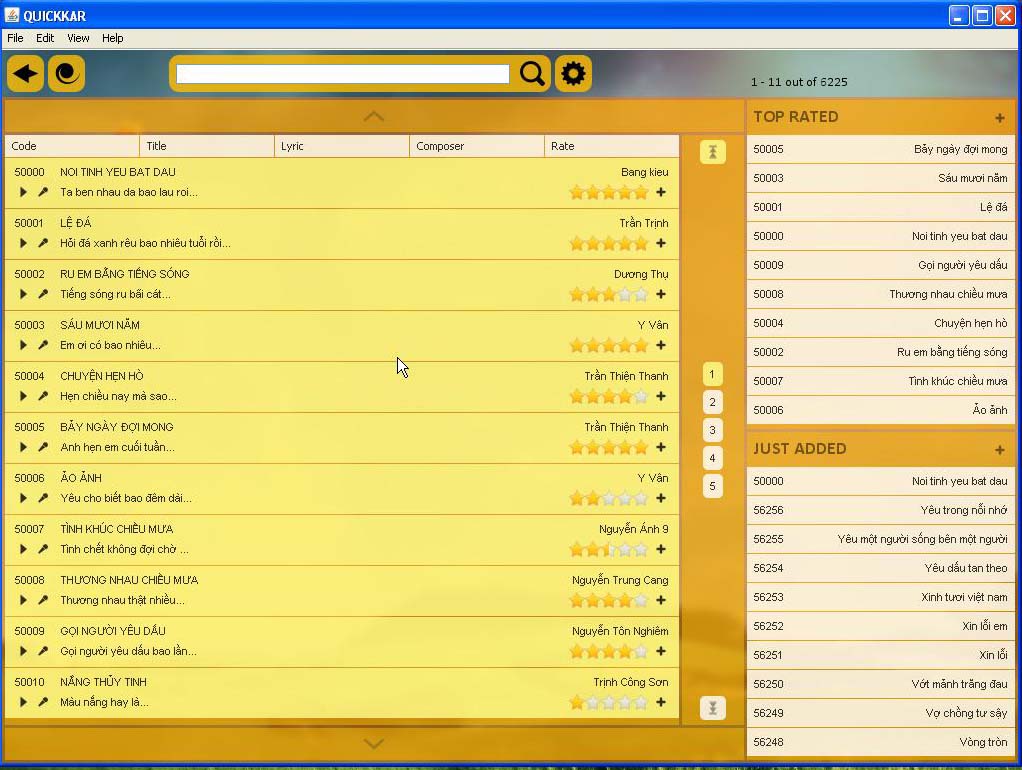 QUICKKAR
File Edit View Help
1 - 11 out of 6225
Code Title Lyric Composer Rate
50000 NOI TINH YEU BAT DAU Bang kieu
Ta ben nhau da bao lau roi...
50001 LỆ ĐÁ Trần Trịnh
Hỏi đá xanh rêu bao nhiêu tuổi rồi...
50002 RU EM BẰNG TIẾNG SÓNG Dương Thụ
Tiếng sóng ru bãi cát...
50003 SÁU MƯƠI NĂM Y Vân
Em ơi có bao nhiêu...
50004 CHUYỆN HẸN HÒ Trần Thiện Thanh
Hẹn chiều nay mà sao...
50005 BẢY NGÀY ĐỢI MONG Trần Thiện Thanh
Anh hẹn em cuối tuần...
50006 ẢO ẢNH Y Vân
Yêu cho biết bao đêm dài...
50007 TÌNH KHÚC CHIỀU MƯA Nguyễn Ánh 9
Tình chết không đợi chờ ...
50008 THƯƠNG NHAU CHIỀU MƯA Nguyễn Trung Cang
Thương nhau thật nhiều...
50009 GỌI NGƯỜI YÊU DẤU Nguyễn Tôn Nghiêm
Gọi người yêu dấu bao lần...
50010 NẮNG THỦY TINH Trịnh Công Sơn
Màu nắng hay là...
1
2
3
4
5
TOP RATED +
50005 Bảy ngày đợi mong
50003 Sáu mươi năm
50001 Lệ đá
50000 Noi tinh yeu bat dau
50009 Gọi người yêu dấu
50008 Thương nhau chiều mưa
50004 Chuyện hẹn hò
50002 Ru em bằng tiếng sóng
50007 Tình khúc chiều mưa
50006 Ảo ảnh
JUST ADDED +
50000 Noi tinh yeu bat dau
56256 Yêu trong nỗi nhớ
56255 Yêu một người sống bên một người
56254 Yêu dấu tan theo
56253 Xinh tươi việt nam
56252 Xin lỗi em
56251 Xin lỗi
56250 Vớt mảnh trăng đau
56249 Vợ chồng tư sậy
56248 Vòng tròn